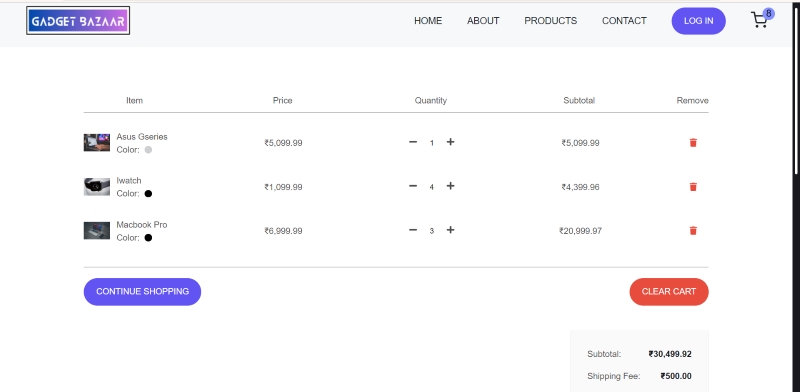 GADGET BAZAAR
HOME ABOUT PRODUCTS CONTACT LOG IN 8
Item Price Quantity Subtotal Remove
Asus Gseries
Color:
₹5,099.99 1 ₹5,099.99
Iwatch
Color:
₹1,099.99 4 ₹4,399.96
Macbook Pro
Color:
₹6,999.99 3 ₹20,999.97
CONTINUE SHOPPING CLEAR CART
Subtotal: ₹30,499.92
Shipping Fee: ₹500.00